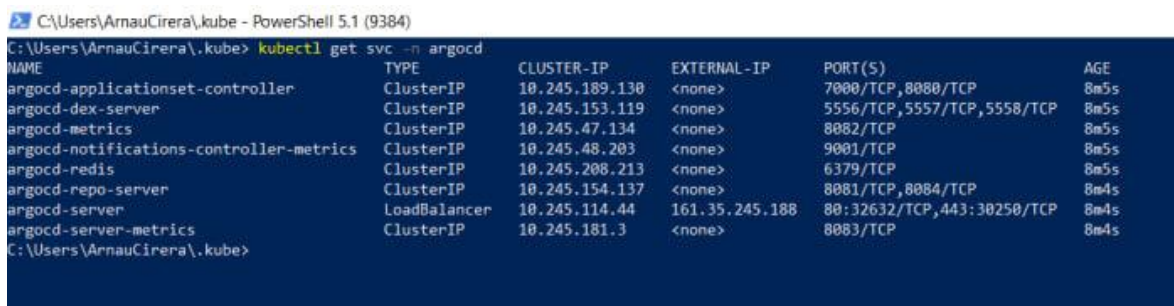 C:\Users\ArnauCirera\.kube - PowerShell 5.1 (9384)
C:\Users\ArnauCirera\.kube> kubectl get svc -n argocd
NAME TYPE CLUSTER-IP EXTERNAL-IP PORT(S) AGE
argocd-applicationset-controller ClusterIP 10.245.189.130 <none> 7000/TCP,8080/TCP 8m5s
argocd-dex-server ClusterIP 10.245.153.119 <none> 5556/TCP,5557/TCP,5558/TCP 8m5s
argocd-metrics ClusterIP 10.245.47.134 <none> 8082/TCP 8m5s
argocd-notifications-controller-metrics ClusterIP 10.245.48.203 <none> 9001/TCP 8m5s
argocd-redis ClusterIP 10.245.208.213 <none> 6379/TCP 8m5s
argocd-repo-server ClusterIP 10.245.154.137 <none> 8081/TCP,8084/TCP 8m4s
argocd-server LoadBalancer 10.245.114.44 161.35.245.188 80:32632/TCP,443:30250/TCP 8m4s
argocd-server-metrics ClusterIP 10.245.181.3 <none> 8083/TCP 8m4s
C:\Users\ArnauCirera\.kube>